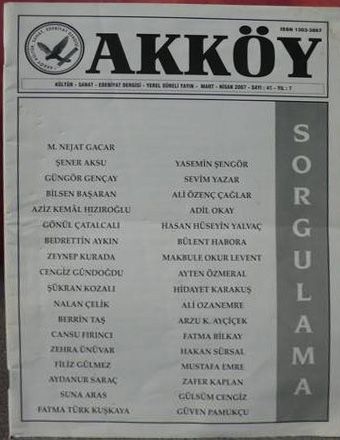 ISSN 1303-3867
AKKÖY
KÜLTÜR - SANAT - EDEBİYAT DERGİSİ - YEREL SÜRELİ YAYIN - MART - NİSAN 2007 - SAYI : 41 - YIL : 7
M. NEJAT GACAR
ŞENER AKSU
GÜNGÖR GENÇAY
BİLSEN BAŞARAN
AZİZ KEMÂL HIZIROĞLU
GÖNÜL ÇATALCALI
BEDRETTİN AYKIN
ZEYNEP KURADA
CENGİZ GÜNDOĞDU
ŞÜKRAN KOZALI
NALAN ÇELİK
BERRİN TAŞ
CANSU FIRINCI
ZEHRA ÜNÜVAR
FİLİZ GÜLMEZ
AYDANUR SARAÇ
SUNA ARAS
FATMA TÜRK KUŞKAYA
YASEMİN ŞENGÖR
SEVİM YAZAR
ALİ ÖZENÇ ÇAĞLAR
ADİL OKAY
HASAN HÜSEYİN YALVAÇ
BÜLENT HABORA
MAKBULE OKUR LEVENT
AYTEN ÖZMERAL
HİDAYET KARAKUŞ
ALİ OZANEMRE
ARZU K. AYÇİÇEK
FATMA BİLKAY
HAKAN SÜRSAL
MUSTAFA EMRE
ZAFER KAPLAN
GÜLSÜM CENGİZ
GÜVEN PAMUKÇU
SORGULAMA